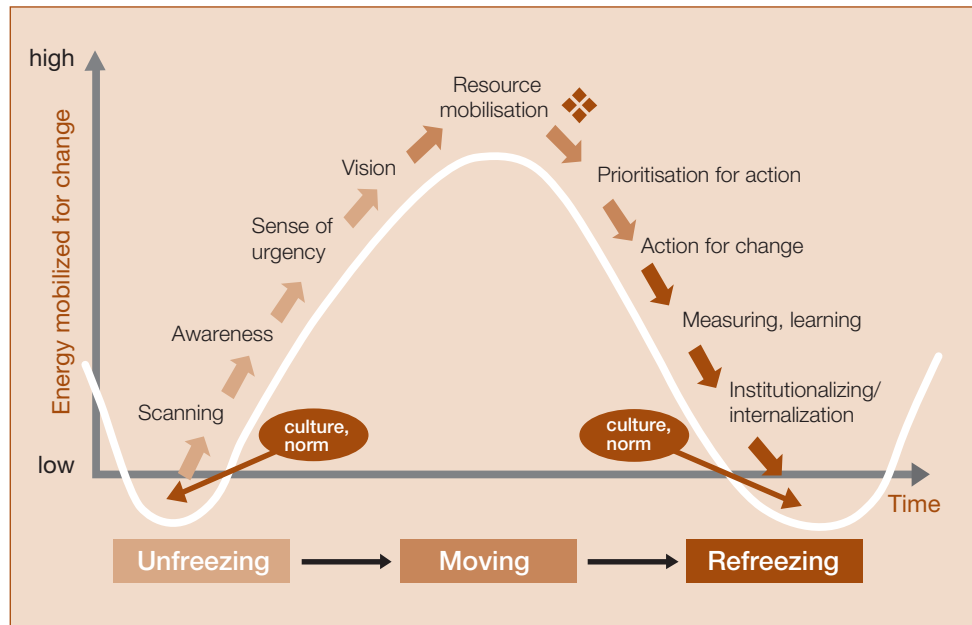 high
Energy mobilized for change
low
Scanning
Awareness
Sense of
urgency
Vision
Resource
mobilisation
Prioritisation for action
Action for change
Measuring, learning
Institutionalizing/
internalization
culture,
norm
culture,
norm
Time
Unfreezing
Moving
Refreezing